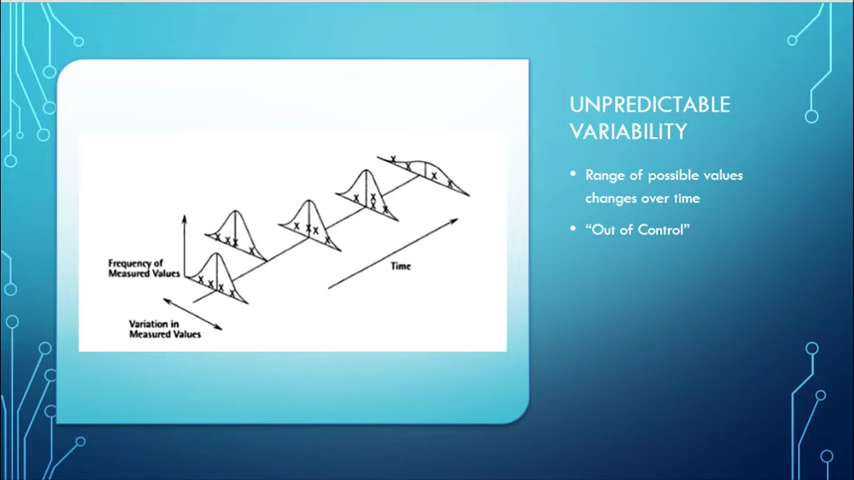 UNPREDICTABLE
VARIABILITY
• Range of possible values
changes over time
• “Out of Control”
Frequency of
Measured Values
Time
Variation in
Measured Values